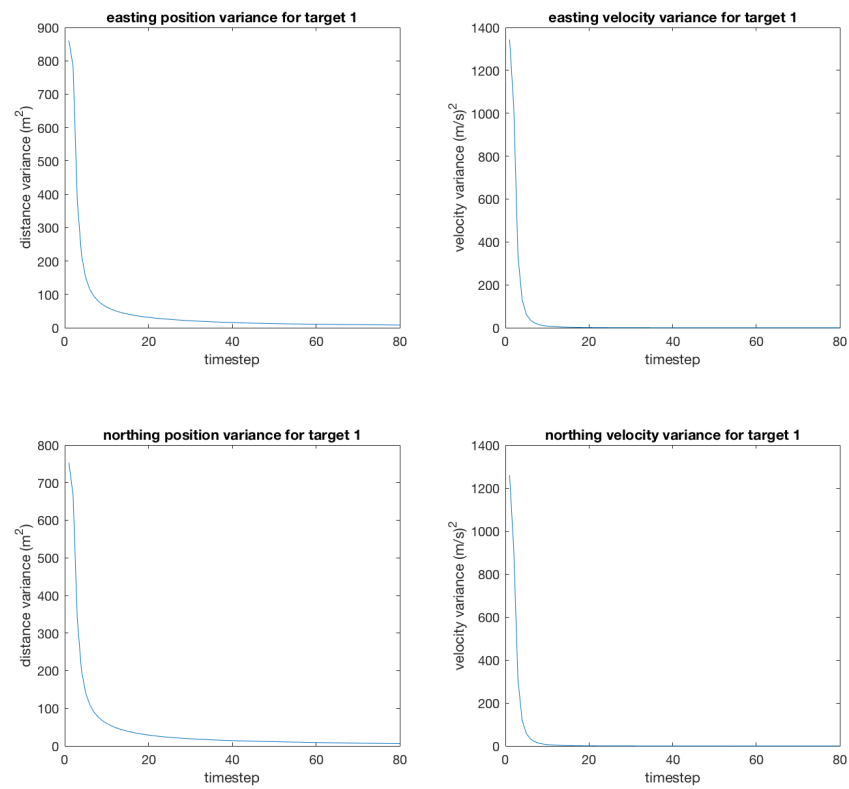 easting position variance for target 1
900
800
700
600
500
400
300
200
100
0
distance variance (m²)
0 20 40 60 80
timestep
easting velocity variance for target 1
1400
1200
1000
800
600
400
200
0
velocity variance (m/s)²
0 20 40 60 80
timestep
northing position variance for target 1
800
700
600
500
400
300
200
100
0
distance variance (m²)
0 20 40 60 80
timestep
northing velocity variance for target 1
1400
1200
1000
800
600
400
200
0
velocity variance (m/s)²
0 20 40 60 80
timestep